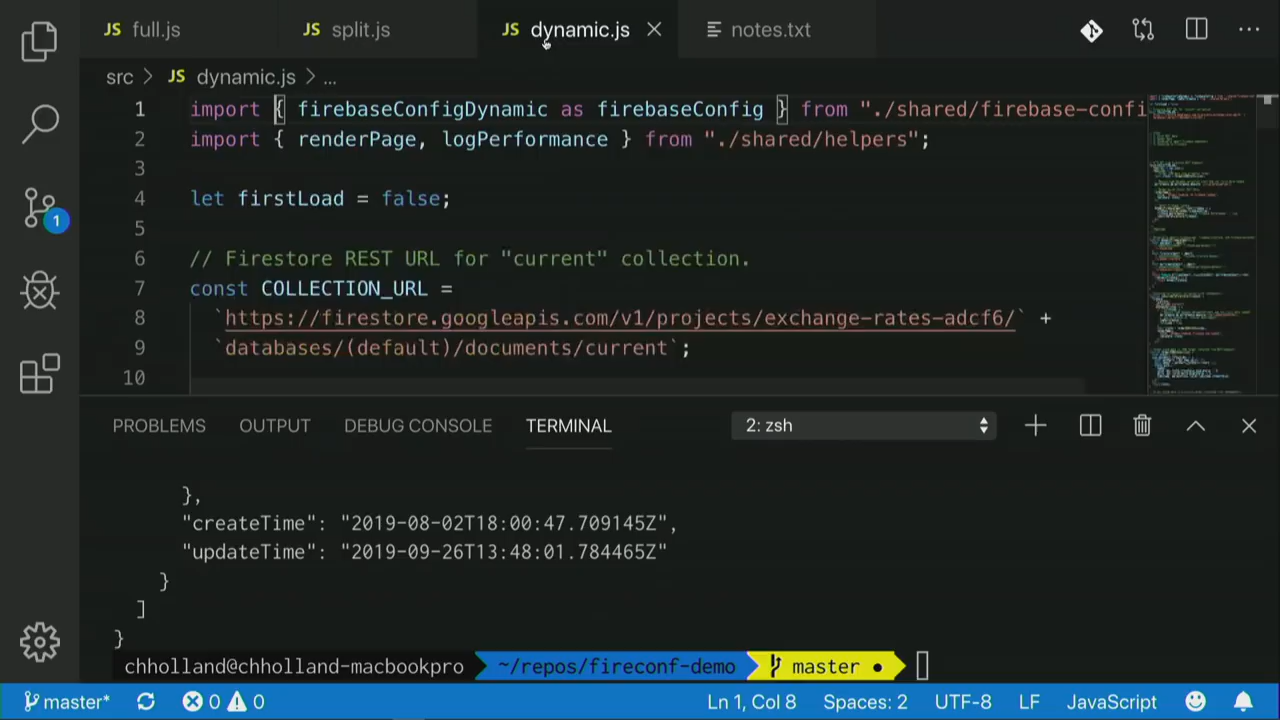 JS full.js
JS split.js
JS dynamic.js
notes.txt
src > JS dynamic.js > ...
1 import { firebaseConfigDynamic as firebaseConfig } from "./shared/firebase-confi
2 import { renderPage, logPerformance } from "./shared/helpers";
3
4 let firstLoad = false;
5
6 // Firestore REST URL for "current" collection.
7 const COLLECTION_URL =
8 `https://firestore.googleapis.com/v1/projects/exchange-rates-adcf6/` +
9 `databases/(default)/documents/current`;
10
1
PROBLEMS OUTPUT DEBUG CONSOLE TERMINAL 2: zsh
},
"createTime": "2019-08-02T18:00:47.709145Z",
"updateTime": "2019-09-26T13:48:01.784465Z"
}
]
}
chholland@chholland-macbookpro ~/repos/fireconf-demo master ●
master* 0 0 Ln 1, Col 8 Spaces: 2 UTF-8 LF JavaScript